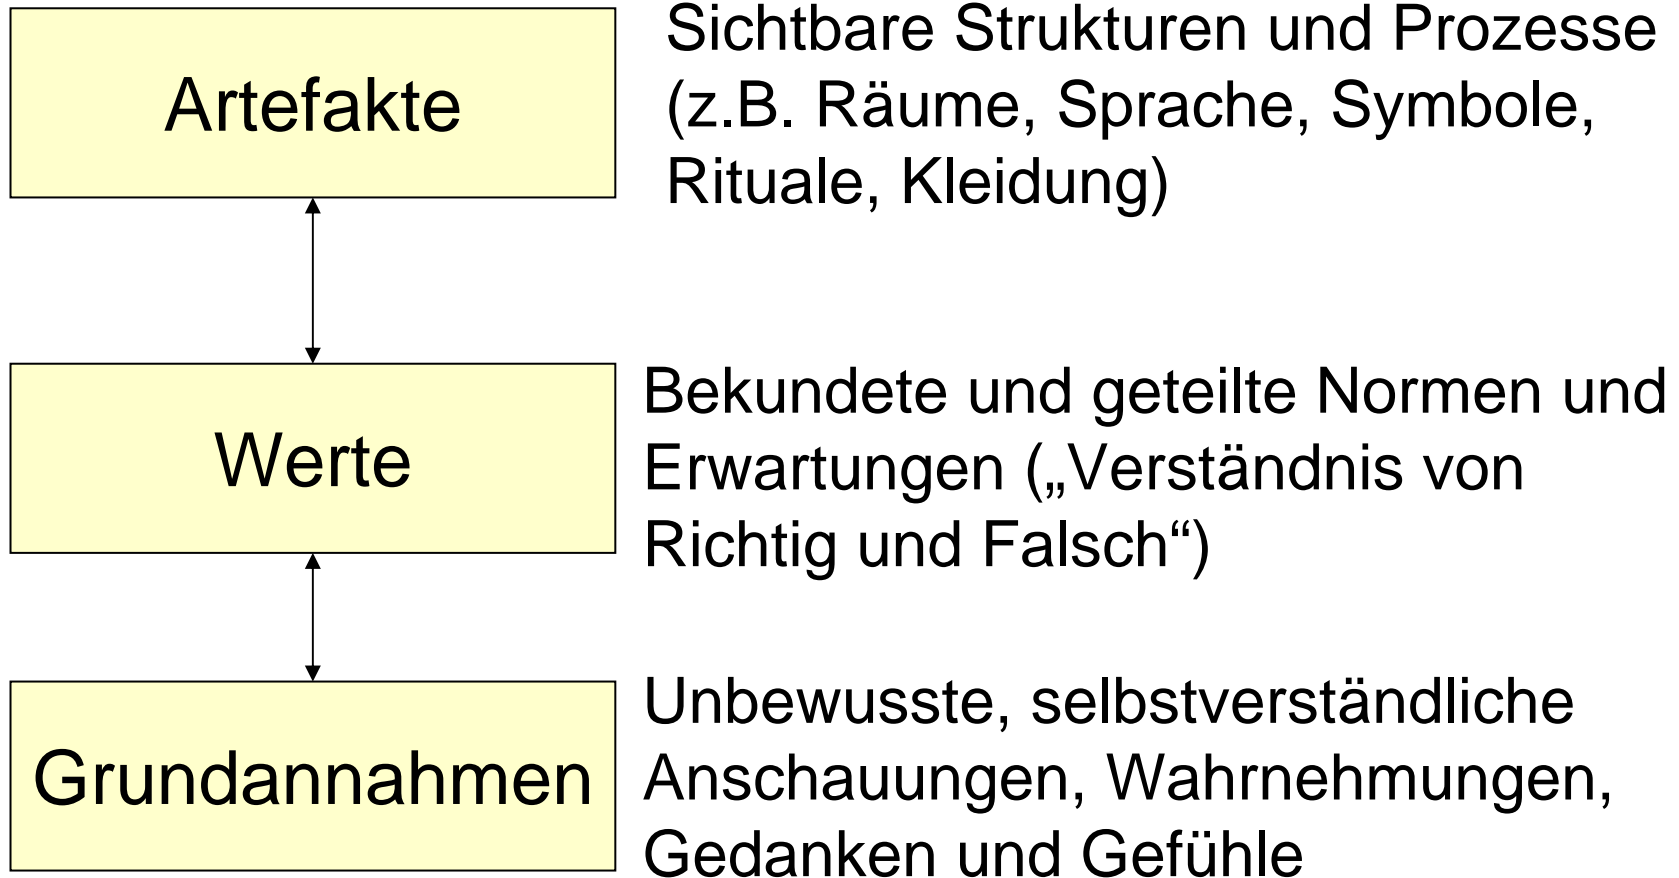 Artefakte
Sichtbare Strukturen und Prozesse
(z.B. Räume, Sprache, Symbole,
Rituale, Kleidung)
Werte
Bekundete und geteilte Normen und
Erwartungen („Verständnis von
Richtig und Falsch“)
Grundannahmen
Unbewusste, selbstverständliche
Anschauungen, Wahrnehmungen,
Gedanken und Gefühle